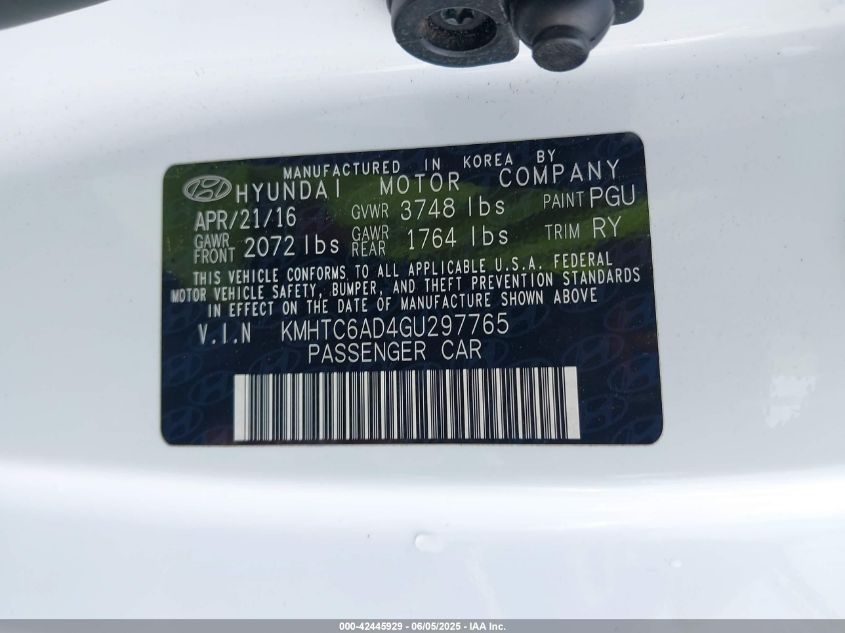 MANUFACTURED IN KOREA BY
HYUNDAI MOTOR COMPANY
APR/21/16 GVWR 3748 lbs PAINT PGU
GAWR FRONT 2072 lbs GAWR REAR 1764 lbs TRIM RY
THIS VEHICLE CONFORMS TO ALL APPLICABLE U.S.A. FEDERAL
MOTOR VEHICLE SAFETY, BUMPER, AND THEFT PREVENTION STANDARDS
IN EFFECT ON THE DATE OF MANUFACTURE SHOWN ABOVE
V.I.N KMHTC6AD4GU297765
PASSENGER CAR
000-42445929 - 06/05/2025 - IAA Inc.